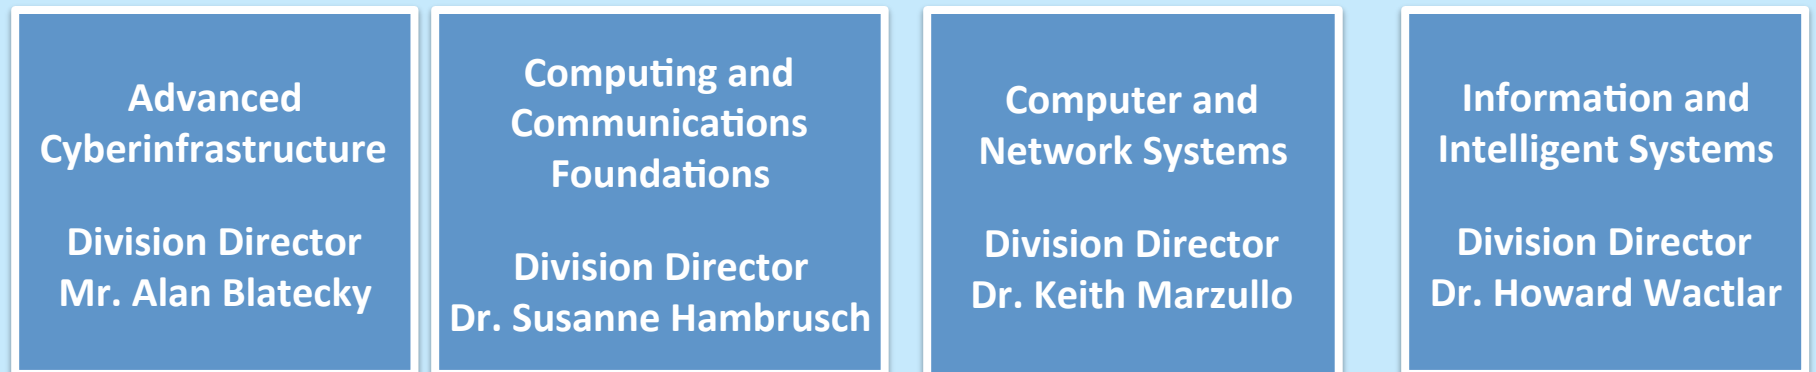 Advanced
Cyberinfrastructure
Division Director
Mr. Alan Blatecky
Computing and
Communications
Foundations
Division Director
Dr. Susanne Hambrusch
Computer and
Network Systems
Division Director
Dr. Keith Marzullo
Information and
Intelligent Systems
Division Director
Dr. Howard Wactlar